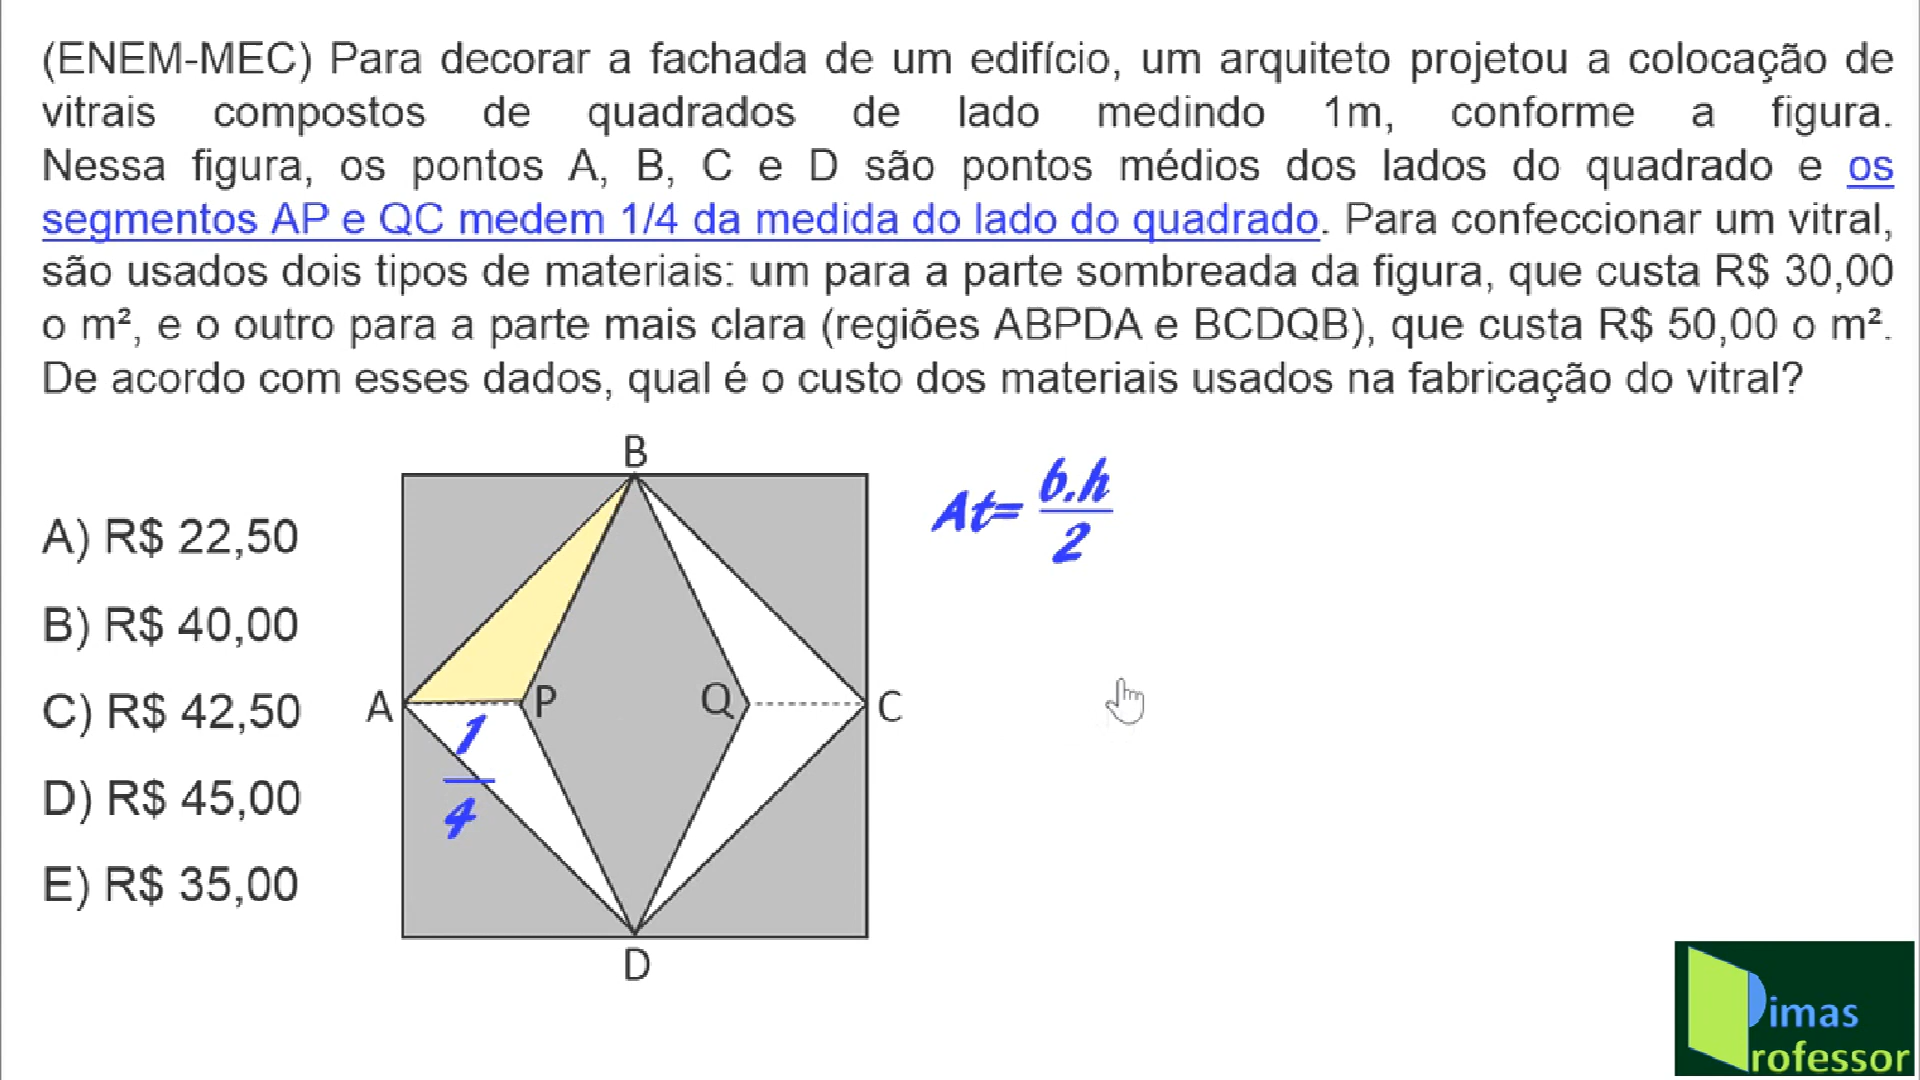 (ENEM-MEC) Para decorar a fachada de um edifício, um arquiteto projetou a colocação de
vitrais compostos de quadrados de lado medindo 1m, conforme a figura.
Nessa figura, os pontos A, B, C e D são pontos médios dos lados do quadrado e os
segmentos AP e QC medem 1/4 da medida do lado do quadrado. Para confeccionar um vitral,
são usados dois tipos de materiais: um para a parte sombreada da figura, que custa R$ 30,00
o m², e o outro para a parte mais clara (regiões ABPDA e BCDQB), que custa R$ 50,00 o m².
De acordo com esses dados, qual é o custo dos materiais usados na fabricação do vitral?
A) R$ 22,50
B) R$ 40,00
C) R$ 42,50
D) R$ 45,00
E) R$ 35,00
B
A
P
Q
C
D
1
4
At= b.h
2
Dimas
Professor